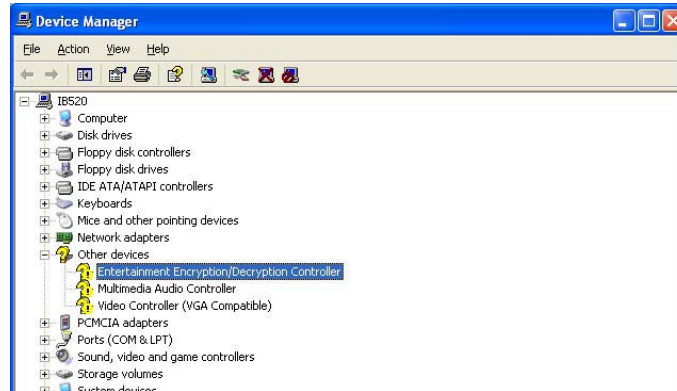 Device Manager
File Action View Help
IB520
Computer
Disk drives
Floppy disk controllers
Floppy disk drives
IDE ATA/ATAPI controllers
Keyboards
Mice and other pointing devices
Network adapters
Other devices
Entertainment Encryption/Decryption Controller
Multimedia Audio Controller
Video Controller (VGA Compatible)
PCMCIA adapters
Ports (COM & LPT)
Sound, video and game controllers
Storage volumes
System devices